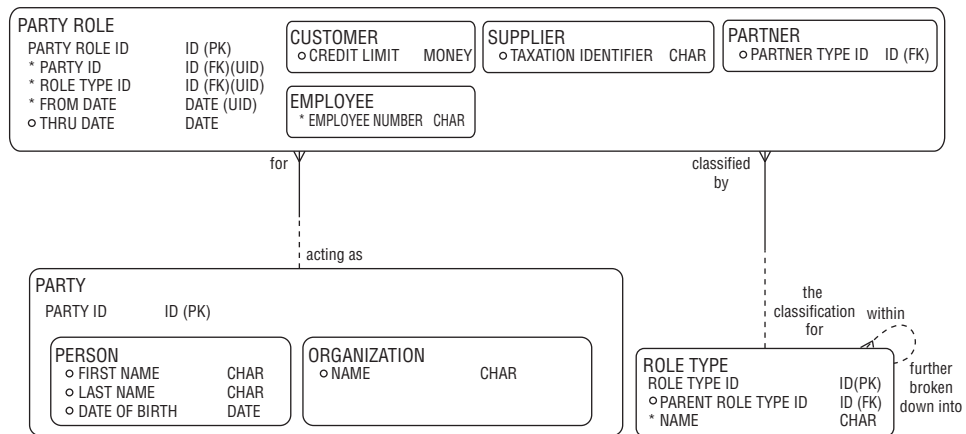 PARTY ROLE
PARTY ROLE ID ID (PK)
* PARTY ID ID (FK)(UID)
* ROLE TYPE ID ID (FK)(UID)
* FROM DATE DATE (UID)
o THRU DATE DATE
CUSTOMER
o CREDIT LIMIT MONEY
SUPPLIER
o TAXATION IDENTIFIER CHAR
PARTNER
o PARTNER TYPE ID ID (FK)
EMPLOYEE
* EMPLOYEE NUMBER CHAR
for
acting as
classified
by
the
classification
for
within
further
broken
down into
PARTY
PARTY ID ID (PK)
PERSON
o FIRST NAME CHAR
o LAST NAME CHAR
o DATE OF BIRTH DATE
ORGANIZATION
o NAME CHAR
ROLE TYPE
ROLE TYPE ID ID(PK)
o PARENT ROLE TYPE ID ID (FK)
* NAME CHAR